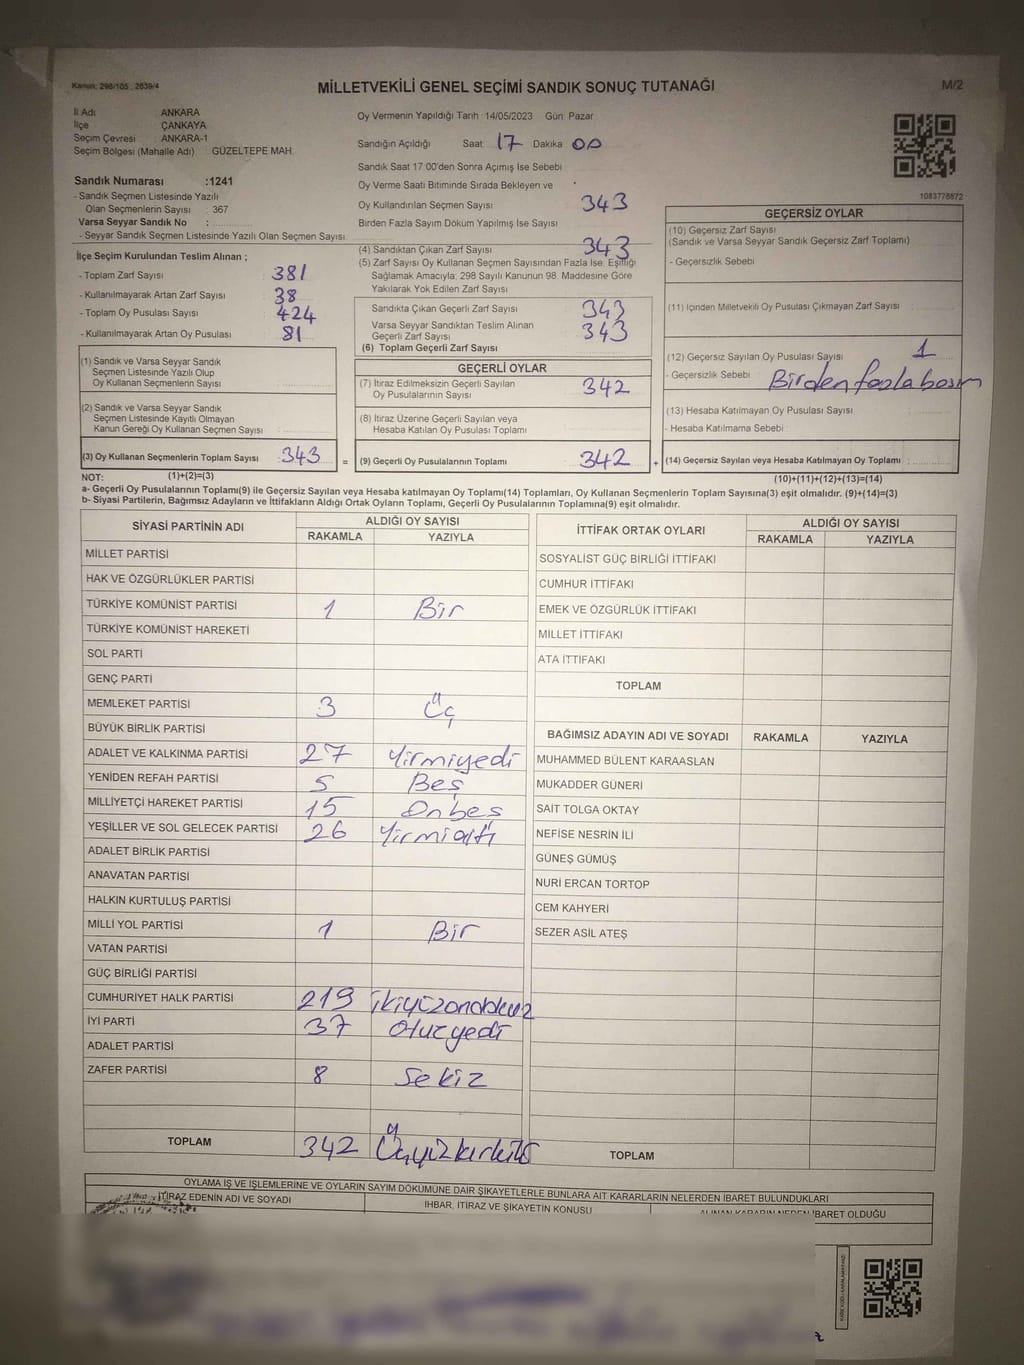 Kanun: 298/105 , 2839/4
MİLLETVEKİLİ GENEL SEÇİMİ SANDIK SONUÇ TUTANAĞI
M/2
İl Adı ANKARA
İlçe ÇANKAYA
Seçim Çevresi ANKARA-1
Seçim Bölgesi (Mahalle Adı) : GÜZELTEPE MAH.
Sandık Numarası :1241
- Sandık Seçmen Listesinde Yazılı
Olan Seçmenlerin Sayısı : 367
Varsa Seyyar Sandık No :
- Seyyar Sandık Seçmen Listesinde Yazılı Olan Seçmen Sayısı
İlçe Seçim Kurulundan Teslim Alınan ;
- Toplam Zarf Sayısı 381
- Kullanılmayarak Artan Zarf Sayısı 38
- Toplam Oy Pusulası Sayısı 424
- Kullanılmayarak Artan Oy Pusulası 81
(1) Sandık ve Varsa Seyyar Sandık
Seçmen Listesinde Yazılı Olup
Oy Kullanan Seçmenlerin Sayısı
(2) Sandık ve Varsa Seyyar Sandık
Seçmen Listesinde Kayıtlı Olmayan
Kanun Gereği Oy Kullanan Seçmen Sayısı
(3) Oy Kullanan Seçmenlerin Toplam Sayısı 343
Oy Vermenin Yapıldığı Tarih 14/05/2023 Gün: Pazar
Sandığın Açıldığı Saat 17 Dakika 00
Sandık Saat 17:00'den Sonra Açımış İse Sebebi
Oy Verme Saati Bitiminde Sırada Bekleyen ve
Oy Kullandırılan Seçmen Sayısı 343
Birden Fazla Sayım Döküm Yapılmış İse Sayısı
(4) Sandıktan Çıkan Zarf Sayısı 343
(5) Zarf Sayısı Oy Kullanan Seçmen Sayısından Fazla İse, Eşitliği
Sağlamak Amacıyla; 298 Sayılı Kanunun 98. Maddesine Göre
Yakılarak Yok Edilen Zarf Sayısı
Sandıkta Çıkan Geçerli Zarf Sayısı 343
Varsa Seyyar Sandıktan Teslim Alınan
Geçerli Zarf Sayısı 343
(6) Toplam Geçerli Zarf Sayısı
GEÇERLİ OYLAR
(7) İtiraz Edilmeksizin Geçerli Sayılan
Oy Pusulalarının Sayısı 342
(8) İtiraz Üzerine Geçerli Sayılan veya
Hesaba Katılan Oy Pusulası Toplamı
= (9) Geçerli Oy Pusulalarının Toplamı 342 +
1083778872
GEÇERSİZ OYLAR
(10) Geçersiz Zarf Sayısı
(Sandık ve Varsa Seyyar Sandık Geçersiz Zarf Toplamı)
- Geçersizlik Sebebi
(11) İçinden Milletvekili Oy Pusulası Çıkmayan Zarf Sayısı :
(12) Geçersiz Sayılan Oy Pusulası Sayısı 1
- Geçersizlik Sebebi : Birden fazla basım
(13) Hesaba Katılmayan Oy Pusulası Sayısı
- Hesaba Katılmama Sebebi :
(14) Geçersiz Sayılan veya Hesaba Katılmayan Oy Toplamı :
NOT: (1)+(2)=(3)
(10)+(11)+(12)+(13)=(14)
a- Geçerli Oy Pusulalarının Toplamı(9) ile Geçersiz Sayılan veya Hesaba katılmayan Oy Toplamı(14) Toplamları, Oy Kullanan Seçmenlerin Toplam Sayısına(3) eşit olmalıdır. (9)+(14)=(3)
b- Siyasi Partilerin, Bağımsız Adayların ve İttifakların Aldığı Ortak Oyların Toplamı, Geçerli Oy Pusulalarının Toplamına(9) eşit olmalıdır.
SİYASİ PARTİNİN ADI ALDIĞI OY SAYISI
RAKAMLA YAZIYLA
MİLLET PARTİSİ
HAK VE ÖZGÜRLÜKLER PARTİSİ
TÜRKİYE KOMÜNİST PARTİSİ 1 Bir
TÜRKİYE KOMÜNİST HAREKETİ
SOL PARTİ
GENÇ PARTİ
MEMLEKET PARTİSİ 3 Üç
BÜYÜK BİRLİK PARTİSİ
ADALET VE KALKINMA PARTİSİ 27 Yirmiyedi
YENİDEN REFAH PARTİSİ 5 Beş
MİLLİYETÇİ HAREKET PARTİSİ 15 Onbes
YEŞİLLER VE SOL GELECEK PARTİSİ 26 Yirmialtı
ADALET BİRLİK PARTİSİ
ANAVATAN PARTİSİ
HALKIN KURTULUŞ PARTİSİ
MİLLİ YOL PARTİSİ 1 Bir
VATAN PARTİSİ
GÜÇ BİRLİĞİ PARTİSİ
CUMHURİYET HALK PARTİSİ 219 ikiyüzondokuz
İYİ PARTİ 37 Otuzyedi
ADALET PARTİSİ
ZAFER PARTİSİ 8 Sekiz
TOPLAM 342 Üçyüzkırkiki
İTTİFAK ORTAK OYLARI ALDIĞI OY SAYISI
RAKAMLA YAZIYLA
SOSYALİST GÜÇ BİRLİĞİ İTTİFAKI
CUMHUR İTTİFAKI
EMEK VE ÖZGÜRLÜK İTTİFAKI
MİLLET İTTİFAKI
ATA İTTİFAKI
TOPLAM
BAĞIMSIZ ADAYIN ADI VE SOYADI RAKAMLA YAZIYLA
MUHAMMED BÜLENT KARAASLAN
MUKADDER GÜNERİ
SAİT TOLGA OKTAY
NEFİSE NESRİN İLİ
GÜNEŞ GÜMÜŞ
NURİ ERCAN TORTOP
CEM KAHYERİ
SEZER ASİL ATEŞ
TOPLAM
OYLAMA İŞ VE İŞLEMLERİNE VE OYLARIN SAYIM DÖKÜMÜNE DAİR ŞİKAYETLERLE BUNLARA AİT KARARLARIN NELERDEN İBARET BULUNDUKLARI
İTİRAZ EDENİN ADI VE SOYADI İHBAR, İTİRAZ VE ŞİKAYETİN KONUSU ALINAN KARARIN NEDEN İBARET OLDUĞU